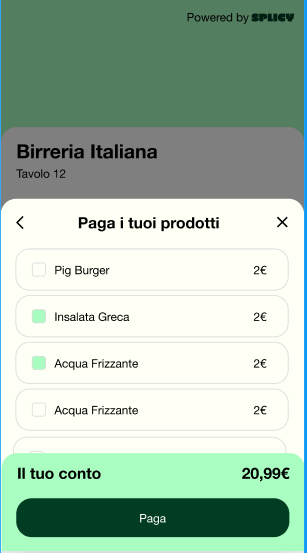 Powered by SPLICY
Birreria Italiana
Tavolo 12
Paga i tuoi prodotti
Pig Burger 2€
Insalata Greca 2€
Acqua Frizzante 2€
Acqua Frizzante 2€
Il tuo conto 20,99€
Paga